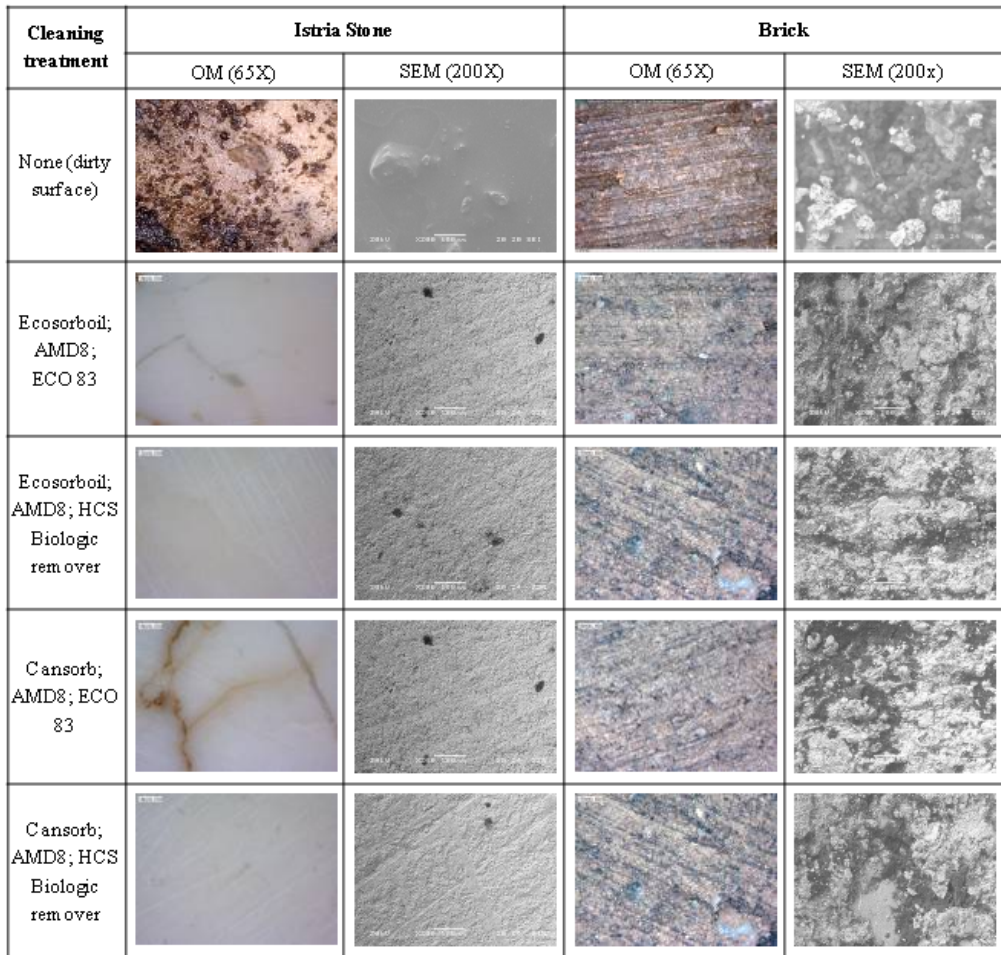 Cleaning
treatment
Istria Stone
Brick
OM (65X)
SEM (200X)
OM (65X)
SEM (200x)
None (dirty
surface)
Ecosorboil;
AMD8;
ECO 83
Ecosorboil;
AMD8; HCS
Biologic
remover
Cansorb;
AMD8; ECO
83
Cansorb;
AMD8; HCS
Biologic
remover